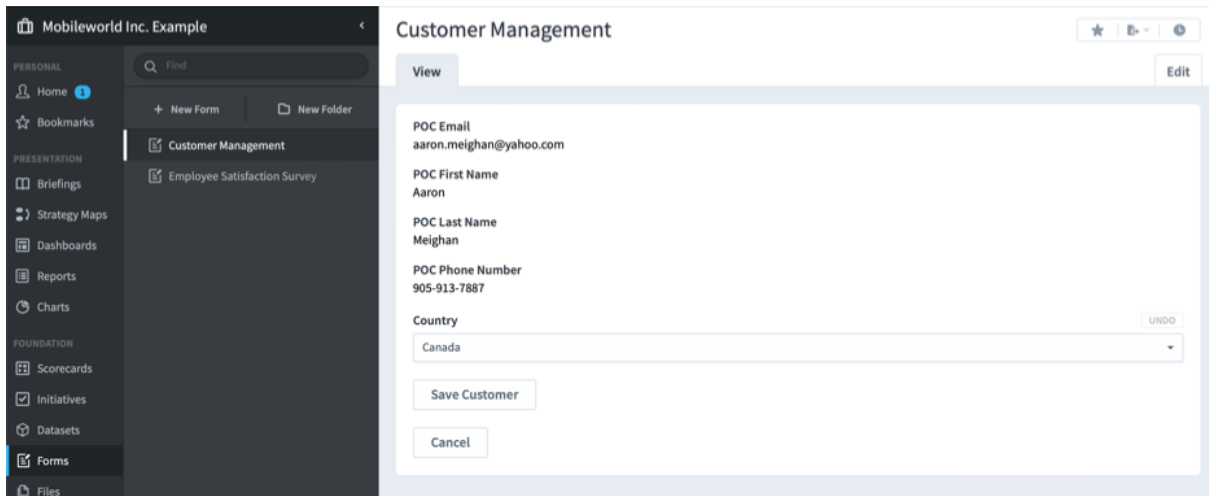 Mobileworld Inc. Example
PERSONAL
Home 1
Bookmarks
PRESENTATION
Briefings
Strategy Maps
Dashboards
Reports
Charts
FOUNDATION
Scorecards
Initiatives
Datasets
Forms
Files
Find
+ New Form
New Folder
Customer Management
Employee Satisfaction Survey
Customer Management
View
Edit
POC Email
aaron.meighan@yahoo.com
POC First Name
Aaron
POC Last Name
Meighan
POC Phone Number
905-913-7887
Country
UNDO
Canada
Save Customer
Cancel